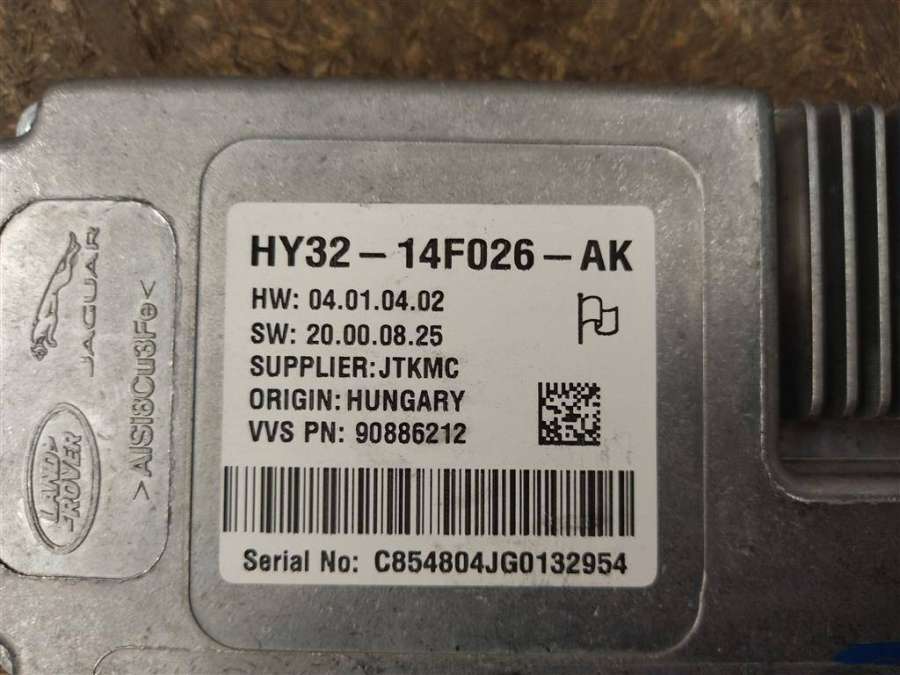 HY32-14F026-AK
HW: 04.01.04.02
SW: 20.00.08.25
SUPPLIER:JTKMC
ORIGIN: HUNGARY
VVS PN: 90886212
Serial No: C854804JG0132954
JAGUAR
LAND-
-ROVER
>AlSi8Cu3Fe<